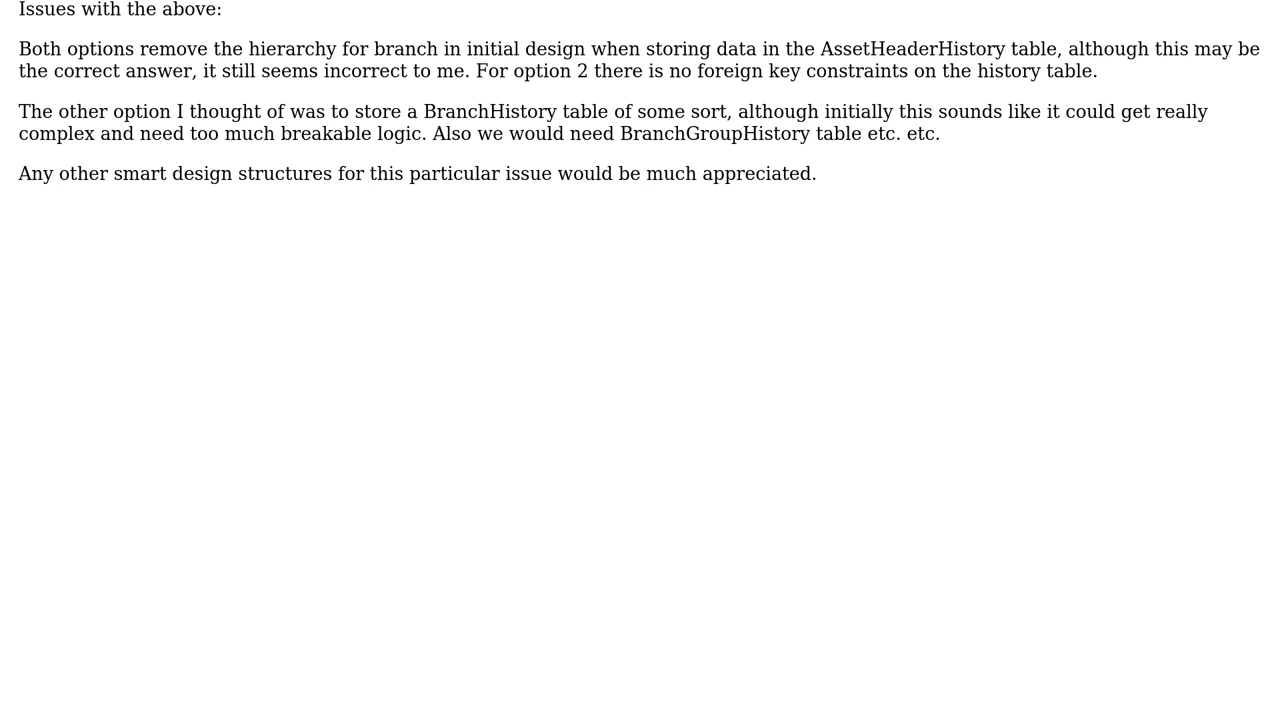 Issues with the above:
Both options remove the hierarchy for branch in initial design when storing data in the AssetHeaderHistory table, although this may be
the correct answer, it still seems incorrect to me. For option 2 there is no foreign key constraints on the history table.
The other option I thought of was to store a BranchHistory table of some sort, although initially this sounds like it could get really
complex and need too much breakable logic. Also we would need BranchGroupHistory table etc. etc.
Any other smart design structures for this particular issue would be much appreciated.